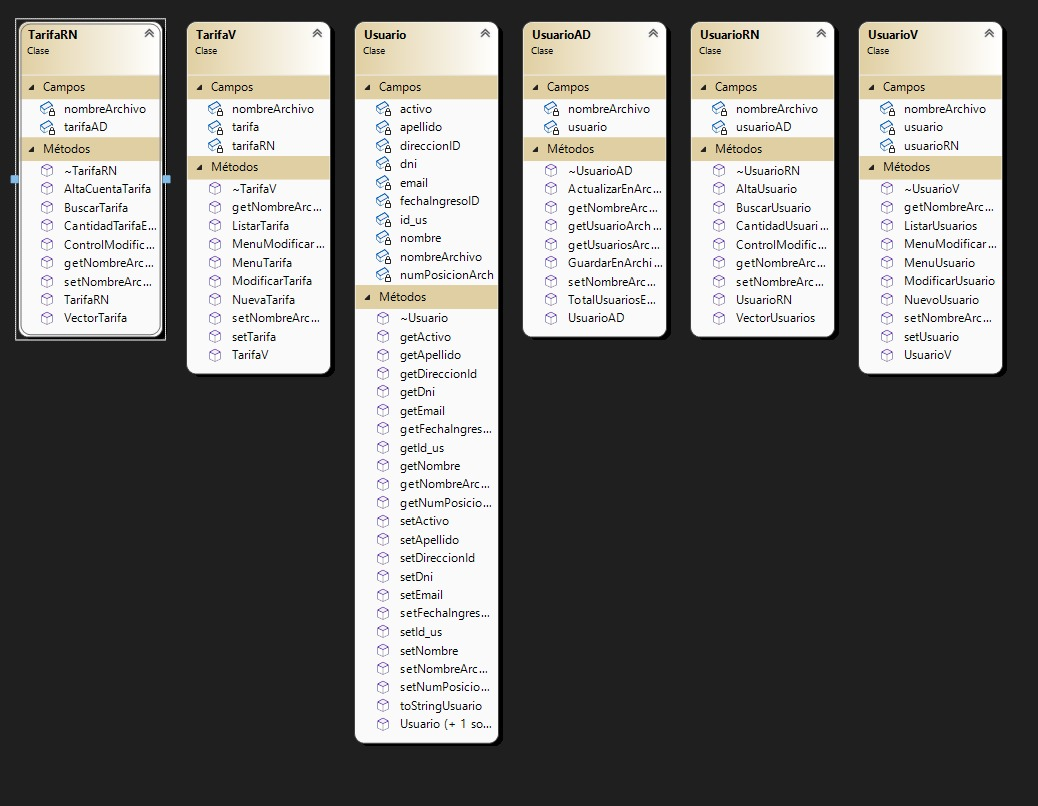 TarifaRN
Clase
Campos
nombreArchivo
tarifaAD
Métodos
~TarifaRN
AltaCuentaTarifa
BuscarTarifa
CantidadTarifaE...
ControlModific...
getNombreArc...
setNombreArc...
TarifaRN
VectorTarifa
TarifaV
Clase
Campos
nombreArchivo
tarifa
tarifaRN
Métodos
~TarifaV
getNombreArc...
ListarTarifa
MenuModificar...
MenuTarifa
ModificarTarifa
NuevaTarifa
setNombreArc...
setTarifa
TarifaV
Usuario
Clase
Campos
activo
apellido
direccionID
dni
email
fechaIngresoID
id_us
nombre
nombreArchivo
numPosicionArch
Métodos
~Usuario
getActivo
getApellido
getDireccionId
getDni
getEmail
getFechaIngres...
getId_us
getNombre
getNombreArc...
getNumPosicio...
setActivo
setApellido
setDireccionId
setDni
setEmail
setFechaIngres...
setId_us
setNombre
setNombreArc...
setNumPosicio...
toStringUsuario
Usuario (+ 1 so...
UsuarioAD
Clase
Campos
nombreArchivo
usuario
Métodos
~UsuarioAD
ActualizarEnArc...
getNombreArc...
getUsuarioArch...
getUsuariosArc...
GuardarEnArchi...
setNombreArc...
TotalUsuariosE...
UsuarioAD
UsuarioRN
Clase
Campos
nombreArchivo
usuarioAD
Métodos
~UsuarioRN
AltaUsuario
BuscarUsuario
CantidadUsuari...
ControlModific...
getNombreArc...
setNombreArc...
UsuarioRN
VectorUsuarios
UsuarioV
Clase
Campos
nombreArchivo
usuario
usuarioRN
Métodos
~UsuarioV
getNombreArc...
ListarUsuarios
MenuModificar...
MenuUsuario
ModificarUsuario
NuevoUsuario
setNombreArc...
setUsuario
UsuarioV